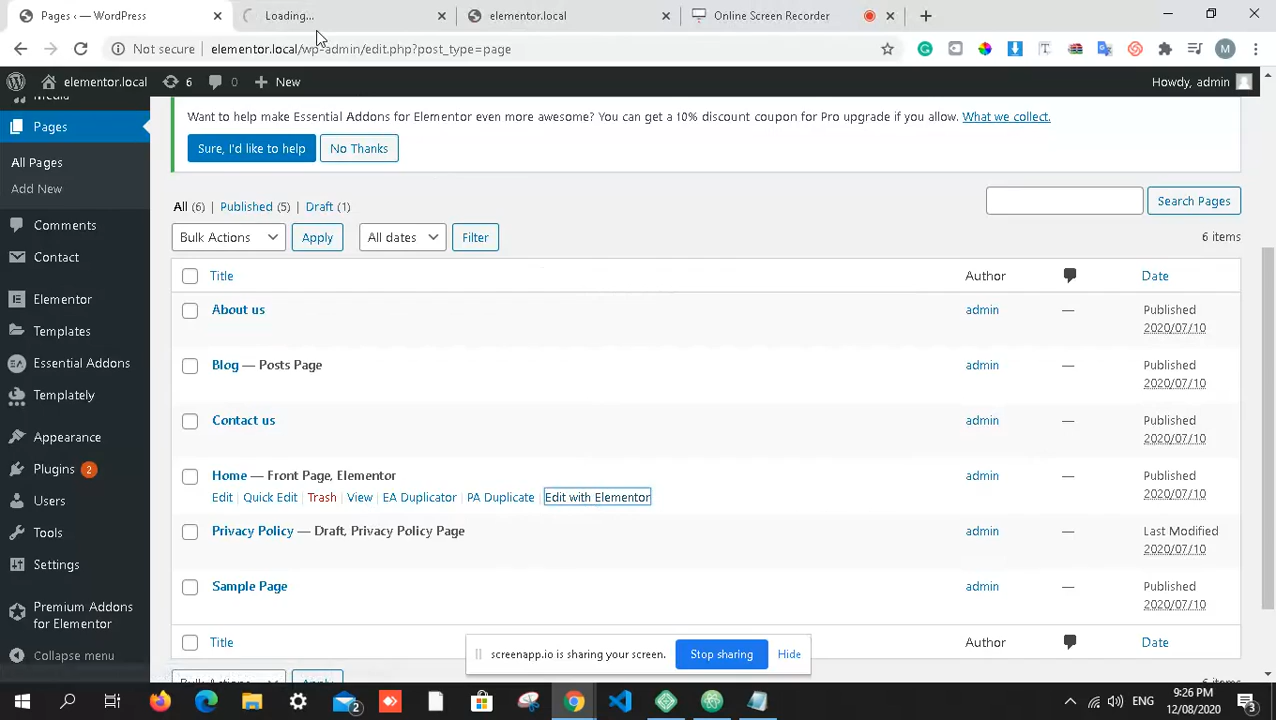 Pages ‹ — WordPress
Loading...
elementor.local
Online Screen Recorder
Not secure
elementor.local/wp-admin/edit.php?post_type=page
M
elementor.local
6
0
New
Howdy, admin
Media
Pages
All Pages
Add New
Comments
Contact
Elementor
Templates
Essential Addons
Templately
Appearance
Plugins 2
Users
Tools
Settings
Premium Addons
for Elementor
Collapse menu
Want to help make Essential Addons for Elementor even more awesome? You can get a 10% discount coupon for Pro upgrade if you allow. What we collect.
Sure, I'd like to help
No Thanks
All (6) | Published (5) | Draft (1)
Search Pages
Bulk Actions
Apply
All dates
Filter
6 items
Title
Author
Date
About us
admin
—
Published
2020/07/10
Blog — Posts Page
admin
—
Published
2020/07/10
Contact us
admin
—
Published
2020/07/10
Home — Front Page, Elementor
Edit | Quick Edit | Trash | View | EA Duplicator | PA Duplicate | Edit with Elementor
admin
—
Published
2020/07/10
Privacy Policy — Draft, Privacy Policy Page
admin
—
Last Modified
2020/07/10
Sample Page
admin
—
Published
2020/07/10
Title
Author
Date
Bulk Actions
Apply
6 items
screenapp.io is sharing your screen.
Stop sharing
Hide
2
ENG
9:26 PM
12/08/2020
3